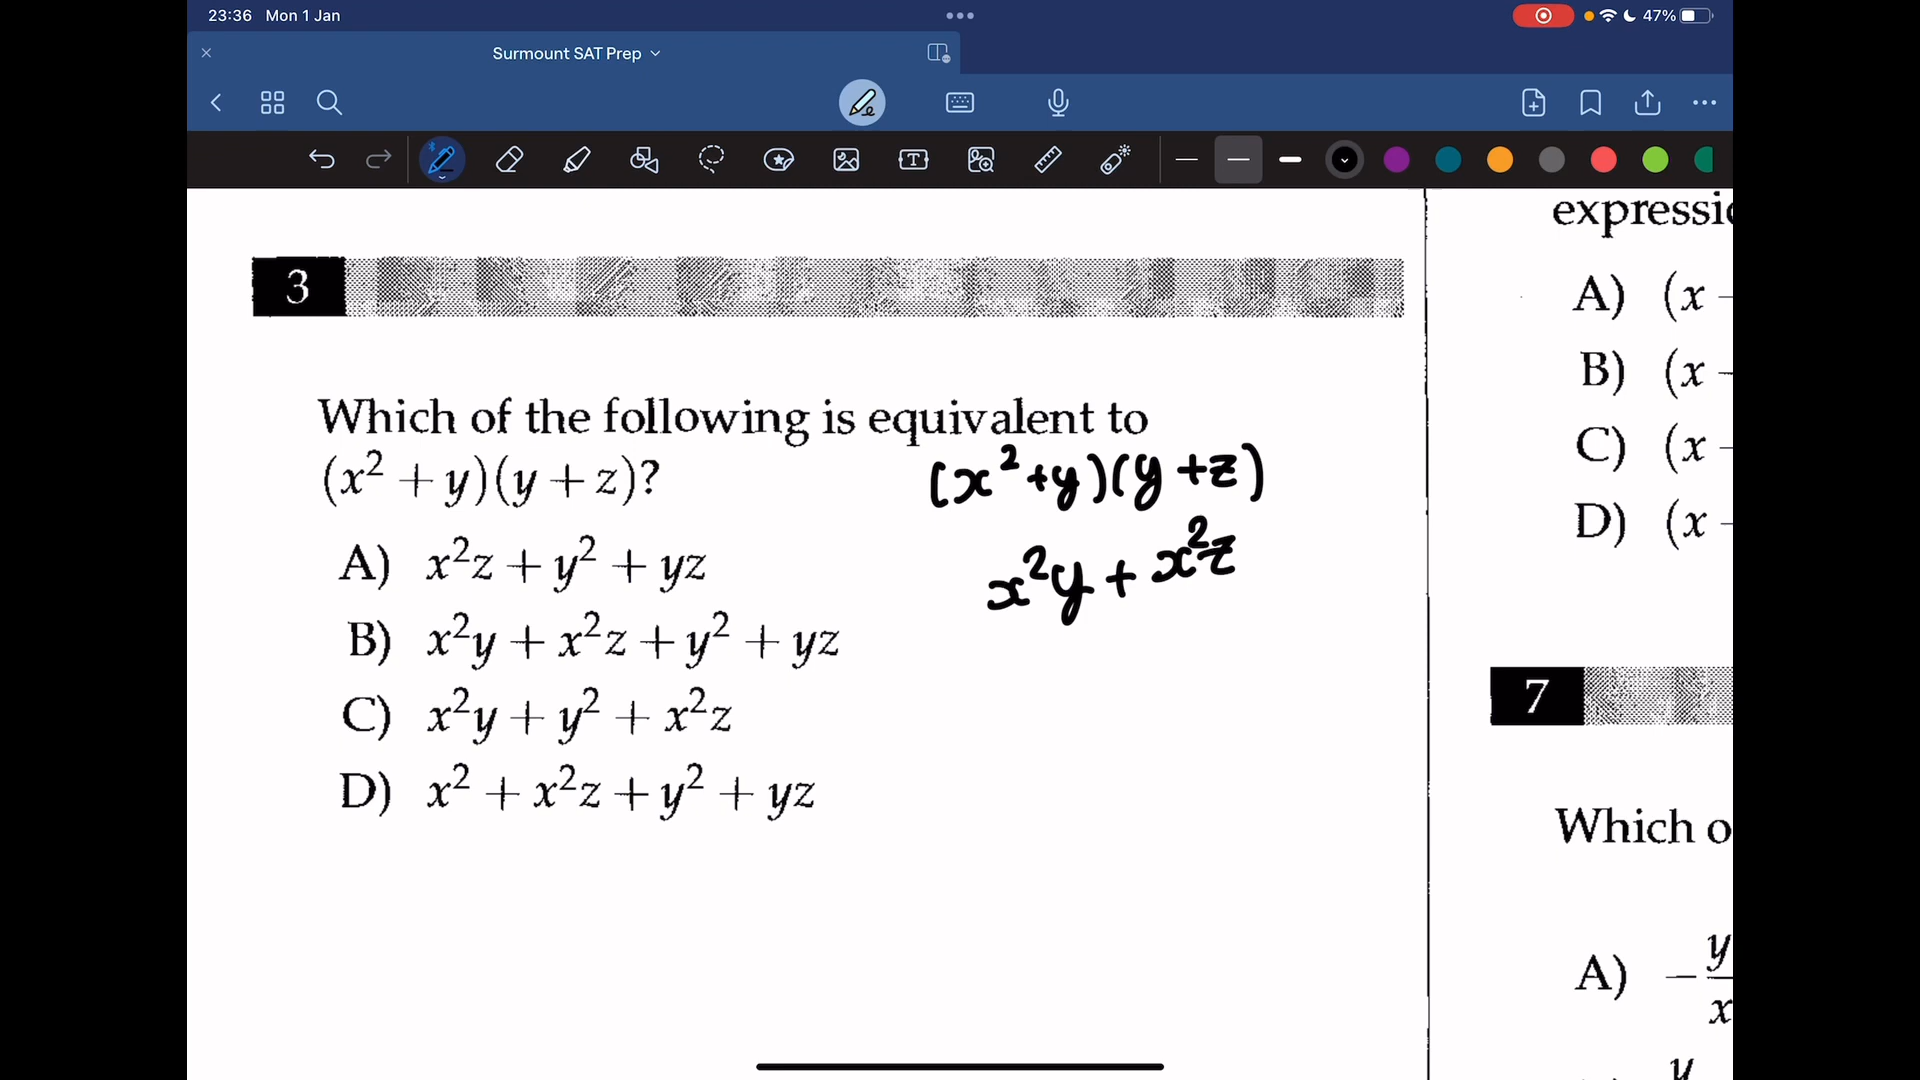 23:36 Mon 1 Jan
47%
Surmount SAT Prep
3
Which of the following is equivalent to
(x² + y)(y + z)?
A) x²z + y² + yz
B) x²y + x²z + y² + yz
C) x²y + y² + x²z
D) x² + x²z + y² + yz
(x²+y)(y+z)
x²y + x²z
expressi
A) (x −
B) (x −
C) (x −
D) (x −
7
Which o
A) − y/x
y